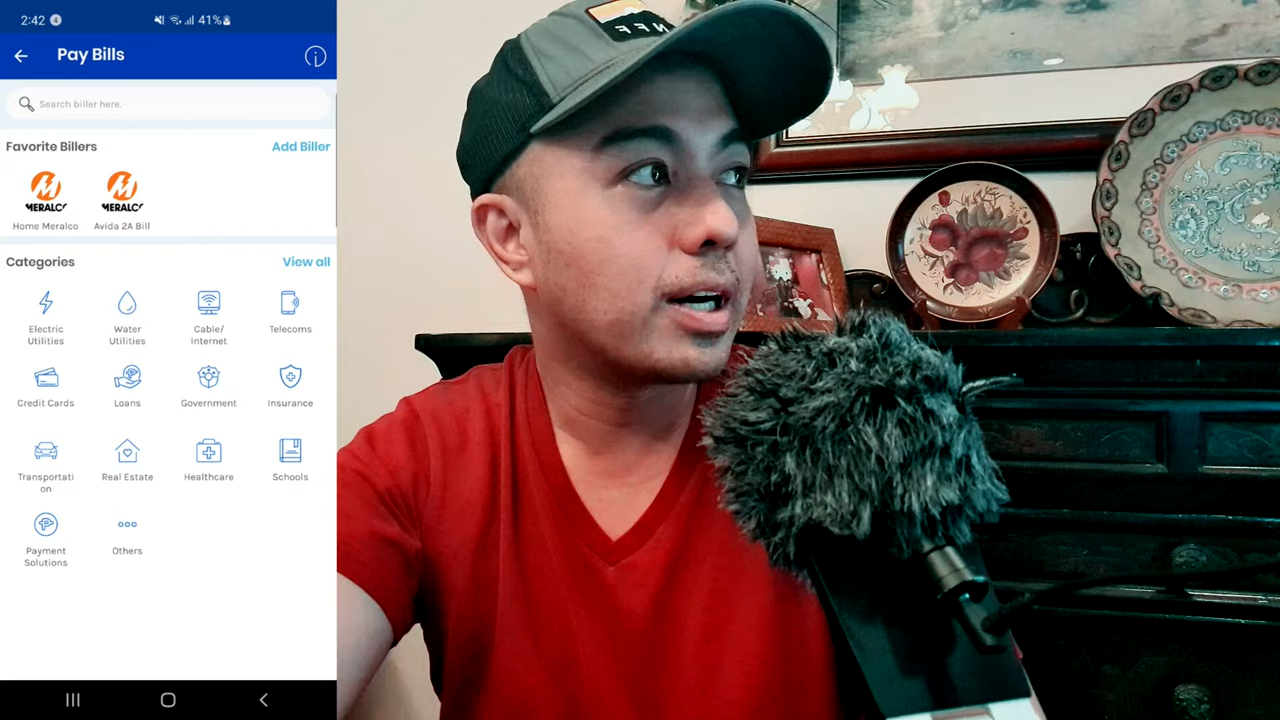 2:42 4 41%
Pay Bills
Search biller here.
Favorite Billers Add Biller
MERALCO MERALCO
Home Meralco Avida 2A Bill
Categories View all
Electric Utilities
Water Utilities
Cable/ Internet
Telecoms
Credit Cards
Loans
Government
Insurance
Transportati on
Real Estate
Healthcare
Schools
Payment Solutions
Others
NFF